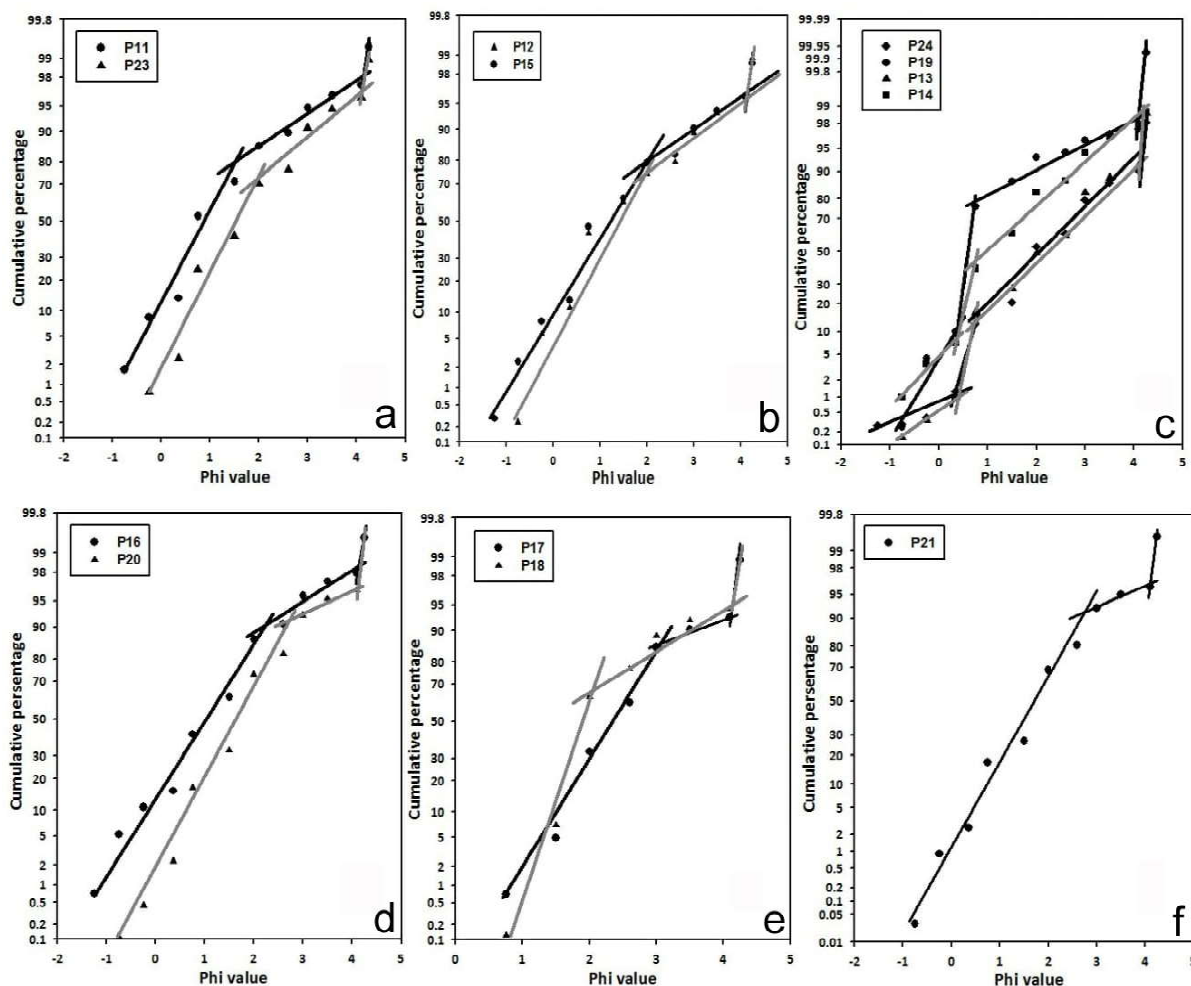 99.8
99
98
95
90
80
70
50
30
20
10
5
2
1
0.5
0.2
0.1
Cumulative percentage
P11
P23
a
-2 -1 0 1 2 3 4 5
Phi value
99.8
99
98
95
90
80
70
50
30
20
10
5
2
1
0.5
0.2
0.1
Cumulative percentage
P12
P15
b
-2 -1 0 1 2 3 4 5
Phi value
99.99
99.95
99.9
99.8
99
98
95
90
80
70
50
30
20
10
5
2
1
0.5
0.2
0.1
Cumulative percentage
P24
P19
P13
P14
c
-2 -1 0 1 2 3 4 5
Phi value
99.8
99
98
95
90
80
70
50
30
20
10
5
2
1
0.5
0.2
0.1
Cumulative persentage
P16
P20
d
-2 -1 0 1 2 3 4 5
Phi value
99.8
99
98
95
90
80
70
50
30
20
10
5
2
1
0.5
0.2
0.1
Cumulative percentage
P17
P18
e
0 1 2 3 4 5
Phi value
99.8
99
98
95
90
80
70
50
30
20
10
5
2
1
0.5
0.2
0.1
0.05
0.01
Cumulative persentage
P21
f
-2 -1 0 1 2 3 4 5
Phi value